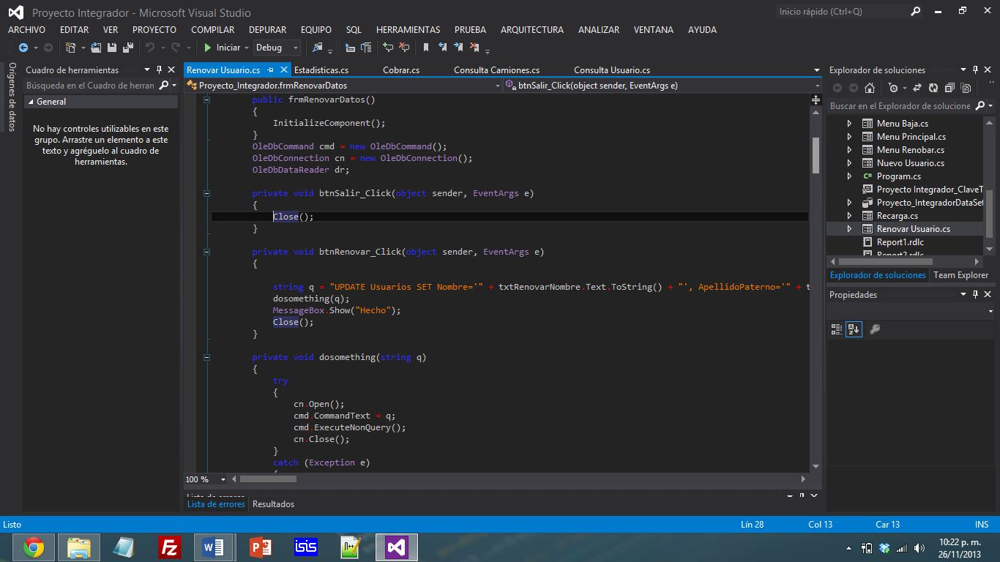 Proyecto Integrador - Microsoft Visual Studio
Inicio rápido (Ctrl+Q)
ARCHIVO EDITAR VER PROYECTO COMPILAR DEPURAR EQUIPO SQL HERRAMIENTAS PRUEBA ARQUITECTURA ANALIZAR VENTANA AYUDA
Iniciar Debug
Orígenes de datos
Cuadro de herramientas
Búsqueda en el Cuadro de herran
General
No hay controles utilizables en este
grupo. Arrastre un elemento a este
texto y agréguelo al cuadro de
herramientas.
Renovar Usuario.cs Estadisticas.cs Cobrar.cs Consulta Camiones.cs Consulta Usuario.cs
Proyecto_Integrador.frmRenovarDatos btnSalir_Click(object sender, EventArgs e)
public frmRenovarDatos()
{
InitializeComponent();
}
OleDbCommand cmd = new OleDbCommand();
OleDbConnection cn = new OleDbConnection();
OleDbDataReader dr;
private void btnSalir_Click(object sender, EventArgs e)
{
Close();
}
private void btnRenovar_Click(object sender, EventArgs e)
{
string q = "UPDATE Usuarios SET Nombre='" + txtRenovarNombre.Text.ToString() + "', ApellidoPaterno='" + t
dosomething(q);
MessageBox.Show("Hecho");
Close();
}
private void dosomething(string q)
{
try
{
cn.Open();
cmd.CommandText = q;
cmd.ExecuteNonQuery();
cn.Close();
}
catch (Exception e)
{
100 %
Lista de errores
Lista de errores Resultados
Explorador de soluciones
Buscar en el Explorador de solucione
Menu Baja.cs
Menu Principal.cs
Menu Renobar.cs
Nuevo Usuario.cs
C# Program.cs
Proyecto Integrador_ClaveT
Proyecto_IntegradorDataSet
Recarga.cs
Renovar Usuario.cs
Report1.rdlc
Report2.rdlc
Explorador de soluciones Team Explorer
Propiedades
Listo Lín 28 Col 13 Car 13 INS
Fz W P isis
10:22 p. m.
26/11/2013